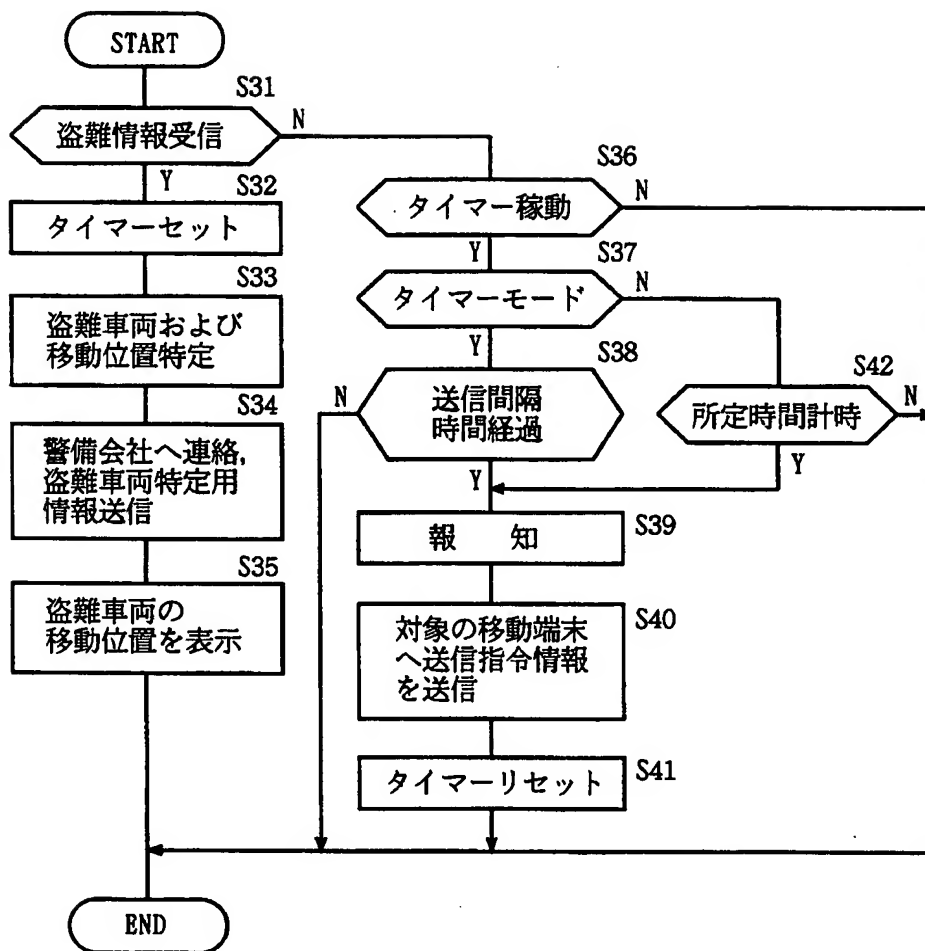 START
S31
盗難情報受信
N
Y
S32
タイマーセット
S33
盗難車両および
移動位置特定
S34
警備会社へ連絡,
盗難車両特定用
情報送信
S35
盗難車両の
移動位置を表示
S36
タイマー稼動
N
Y
S37
タイマーモード
N
Y
S38
送信間隔
時間経過
N
Y
S42
所定時間計時
N
Y
報 知
S39
対象の移動端末
へ送信指令情報
を送信
S40
タイマーリセット
S41
END